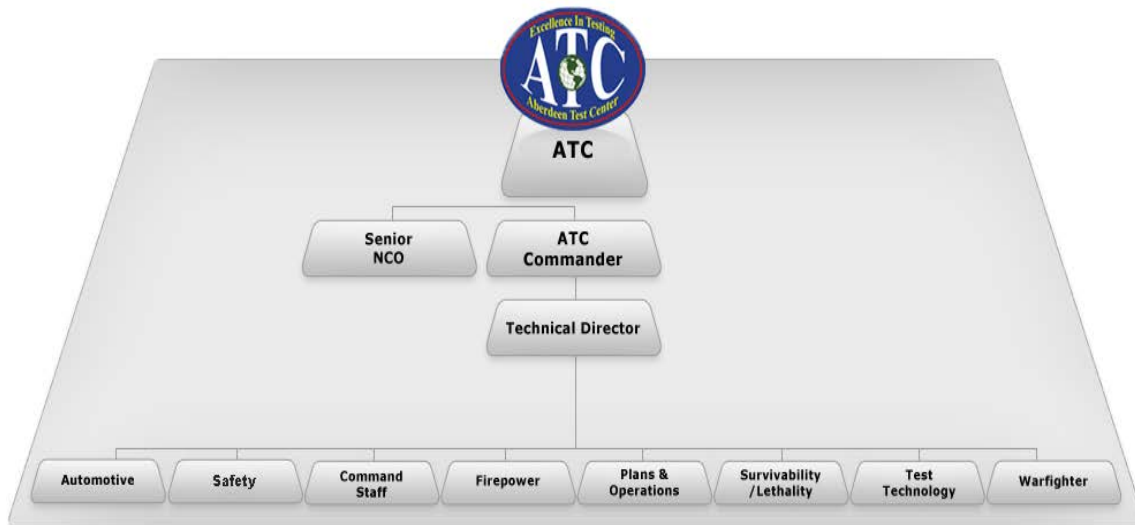 Excellence In Testing
ATC
Aberdeen Test Center
ATC
Senior
NCO
ATC
Commander
Technical Director
Automotive
Safety
Command
Staff
Firepower
Plans &
Operations
Survivability
/Lethality
Test
Technology
Warfighter